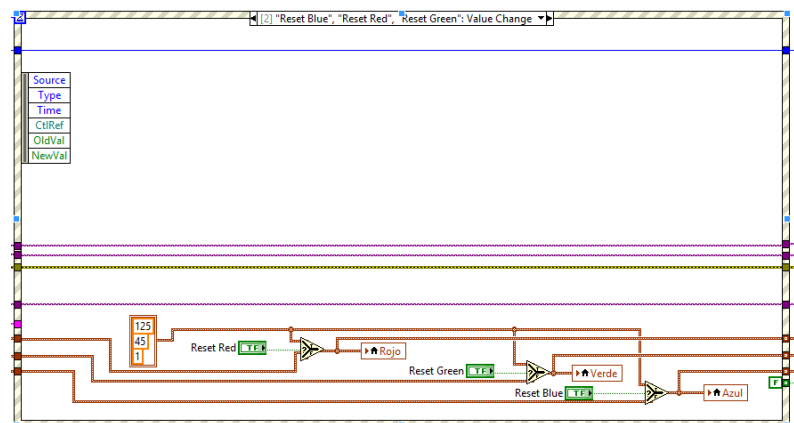 [2] "Reset Blue", "Reset Red", "Reset Green": Value Change
2
Source
Type
Time
CtlRef
OldVal
NewVal
125
45
1
Reset Red TF
Rojo
Reset Green TF
Verde
F
Reset Blue TF
Azul